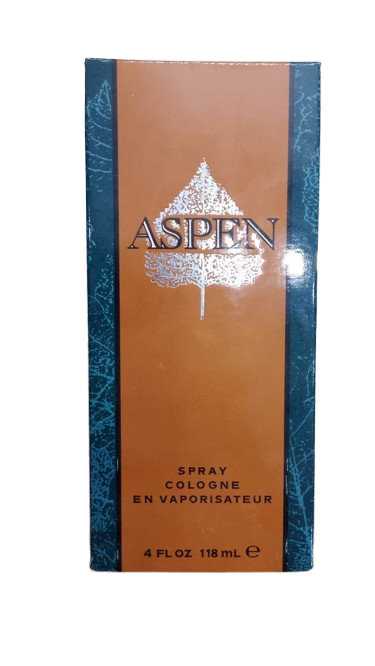 ASPEN
SPRAY
COLOGNE
EN VAPORISATEUR
4 FL OZ 118 mL ℮